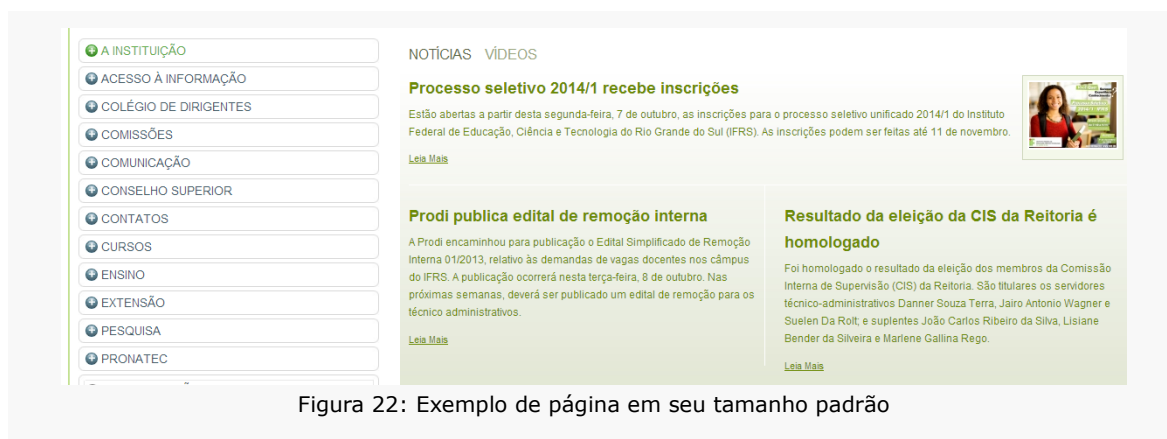 A INSTITUIÇÃO
ACESSO À INFORMAÇÃO
COLÉGIO DE DIRIGENTES
COMISSÕES
COMUNICAÇÃO
CONSELHO SUPERIOR
CONTATOS
CURSOS
ENSINO
EXTENSÃO
PESQUISA
PRONATEC
NOTÍCIAS VÍDEOS
Processo seletivo 2014/1 recebe inscrições
Estão abertas a partir desta segunda-feira, 7 de outubro, as inscrições para o processo seletivo unificado 2014/1 do Instituto
Federal de Educação, Ciência e Tecnologia do Rio Grande do Sul (IFRS). As inscrições podem ser feitas até 11 de novembro.
Leia Mais
Prodi publica edital de remoção interna
A Prodi encaminhou para publicação o Edital Simplificado de Remoção
Interna 01/2013, relativo às demandas de vagas docentes nos câmpus
do IFRS. A publicação ocorrerá nesta terça-feira, 8 de outubro. Nas
próximas semanas, deverá ser publicado um edital de remoção para os
técnico administrativos.
Leia Mais
Resultado da eleição da CIS da Reitoria é
homologado
Foi homologado o resultado da eleição dos membros da Comissão
Interna de Supervisão (CIS) da Reitoria. São titulares os servidores
técnico-administrativos Danner Souza Terra, Jairo Antonio Wagner e
Suelen Da Rolt; e suplentes João Carlos Ribeiro da Silva, Lisiane
Bender da Silveira e Marlene Gallina Rego.
Leia Mais
Figura 22: Exemplo de página em seu tamanho padrão